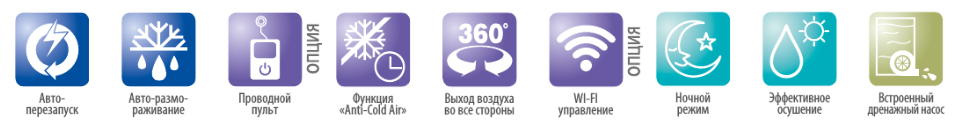 Авто-
перезапуск
Авто-размо-
раживание
Проводной
пульт
ОПЦИЯ
Функция
«Anti-Cold Air»
360°
Выход воздуха
во все стороны
WI-FI
управление
ОПЦИЯ
Ночной
режим
Эффективное
осушение
Встроенный
дренажный насос